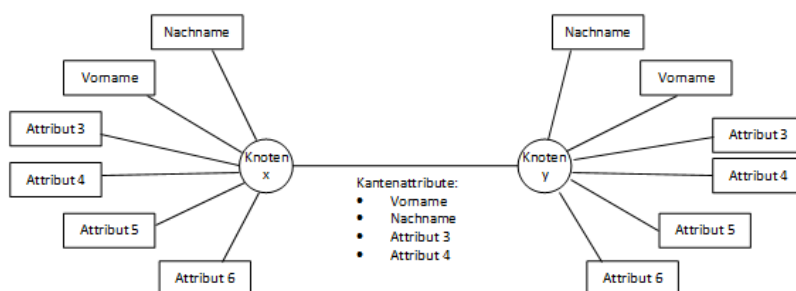 Nachname
Vorname
Attribut 3
Attribut 4
Attribut 5
Attribut 6
Knoten
x
Kantenattribute:
• Vorname
• Nachname
• Attribut 3
• Attribut 4
Knoten
y
Nachname
Vorname
Attribut 3
Attribut 4
Attribut 5
Attribut 6